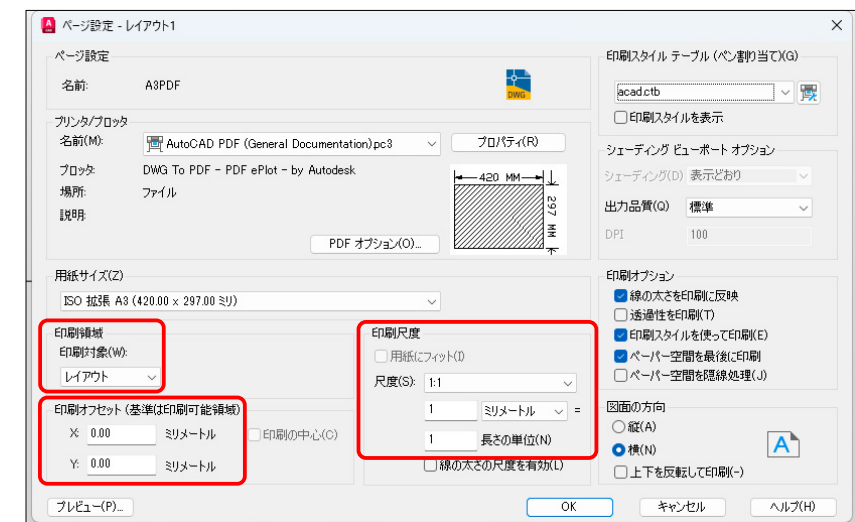 ページ設定 - レイアウト1
ページ設定
名前: A3PDF
DWG
プリンタ/プロッタ
名前(M): AutoCAD PDF (General Documentation).pc3 プロパティ(R)
プロッタ: DWG To PDF - PDF ePlot - by Autodesk
場所: ファイル
説明:
420 MM
297 MM
PDF オプション(O)...
用紙サイズ(Z)
ISO 拡張 A3 (420.00 x 297.00 ミリ)
印刷領域
印刷対象(W):
レイアウト
印刷オフセット (基準は印刷可能領域)
X: 0.00 ミリメートル 印刷の中心(C)
Y: 0.00 ミリメートル
印刷尺度
用紙にフィット(I)
尺度(S): 1:1
1 ミリメートル =
1 長さの単位(N)
線の太さの尺度を有効(L)
印刷スタイル テーブル (ペン割り当て)(G)
acad.ctb
印刷スタイルを表示
シェーディング ビューポート オプション
シェーディング(D) 表示どおり
出力品質(Q) 標準
DPI 100
印刷オプション
線の太さを印刷に反映
透過性を印刷(T)
印刷スタイルを使って印刷(E)
ペーパー空間を最後に印刷
ペーパー空間を隠線処理(J)
図面の方向
縦(A)
横(N)
A
上下を反転して印刷(-)
プレビュー(P)... OK キャンセル ヘルプ(H)